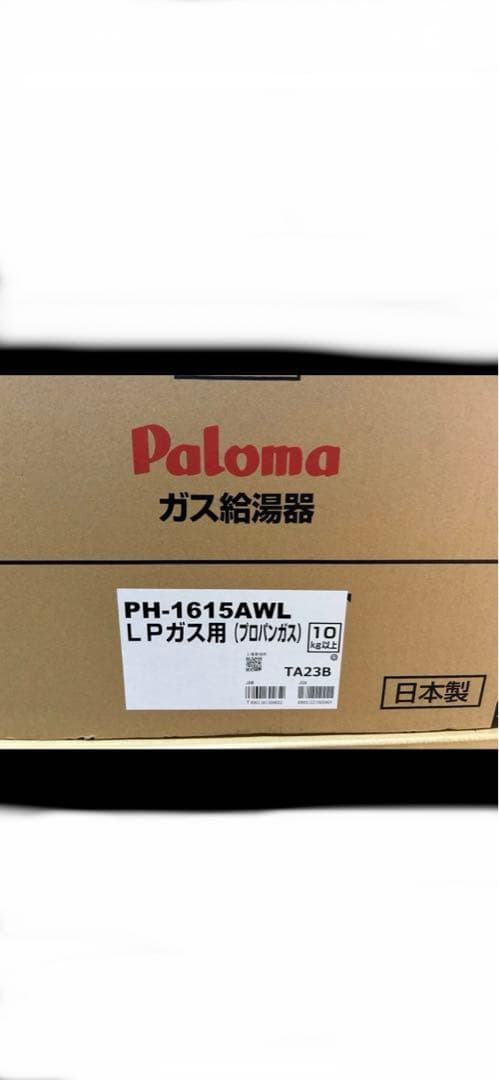 Paloma
ガス給湯器
PH-1615AWL
LPガス用（プロパンガス）
10
kg以上
TA23B
日本製